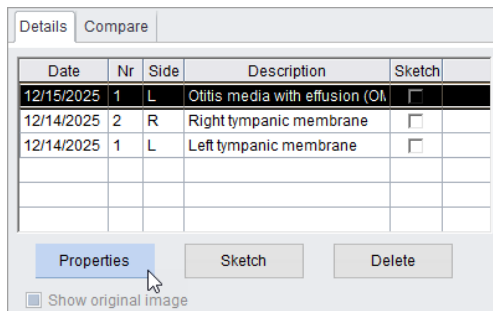 Details Compare
Date Nr Side Description Sketch
12/15/2025 1 L Otitis media with effusion (OM
12/14/2025 2 R Right tympanic membrane
12/14/2025 1 L Left tympanic membrane
Properties Sketch Delete
Show original image